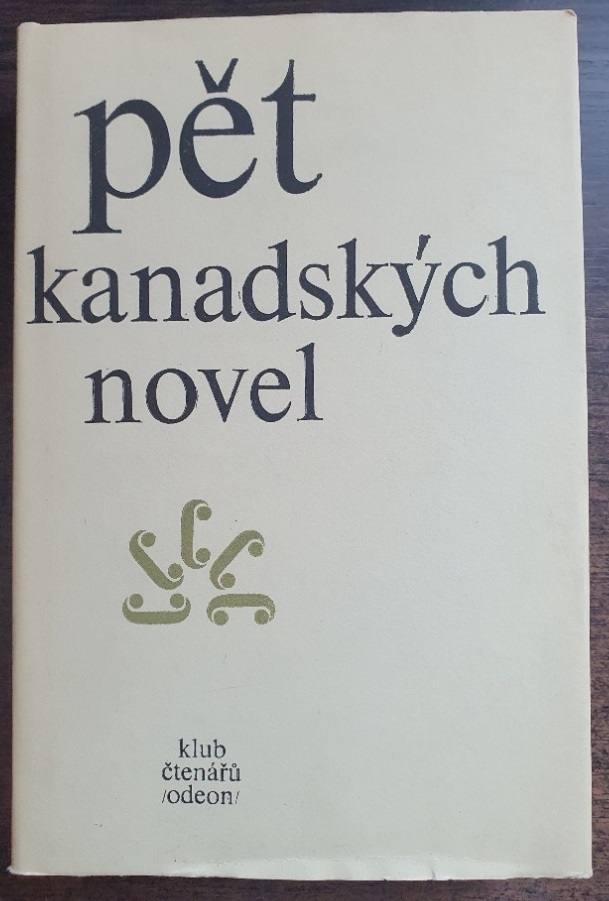 pět
kanadských
novel
klub
čtenářů
/odeon/